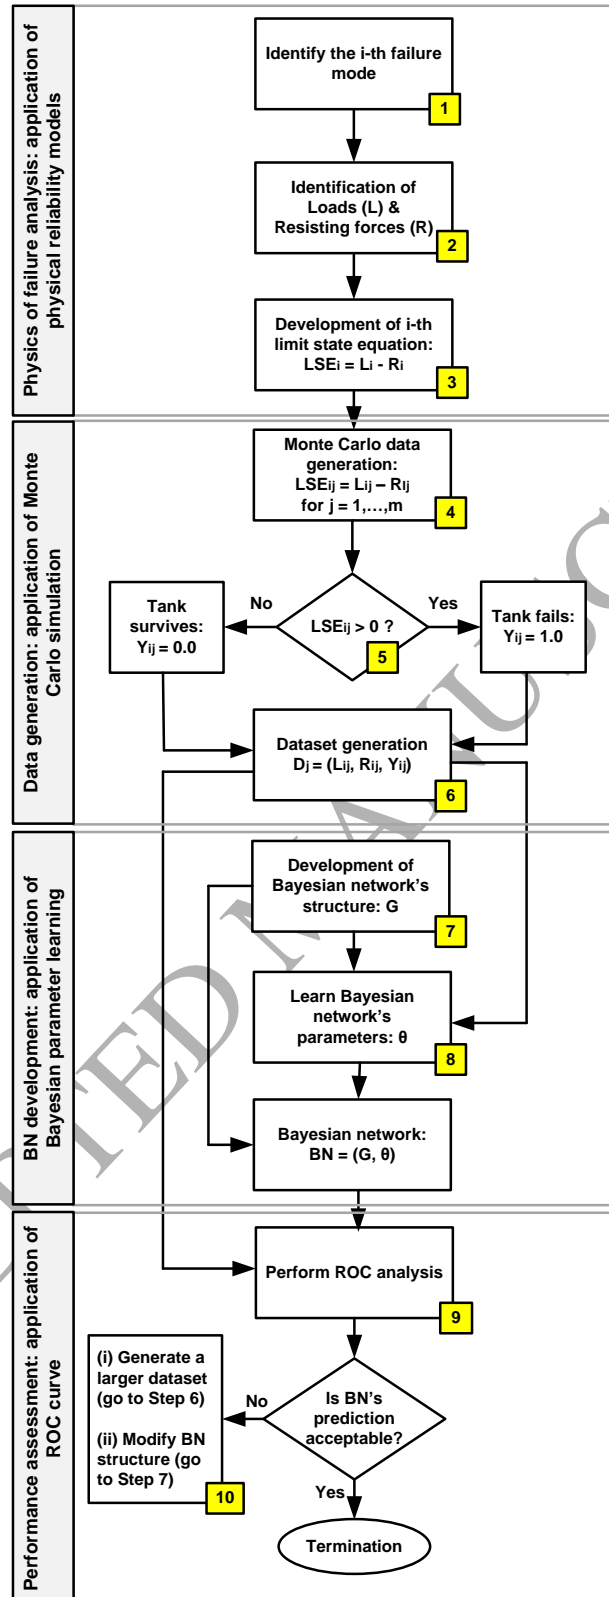 Physics of failure analysis: application of
physical reliability models
Identify the i-th failure
mode
1
Identification of
Loads (L) &
Resisting forces (R)
2
Development of i-th
limit state equation:
LSEi = Li - Ri
3
Data generation: application of Monte
Carlo simulation
Monte Carlo data
generation:
LSEij = Lij – RIj
for j = 1,…,m
4
Tank
survives:
Yij = 0.0
No
LSEij > 0 ?
5
Yes
Tank fails:
Yij = 1.0
Dataset generation
Dj = (Lij, Rij, Yij)
6
BN development: application of
Bayesian parameter learning
Development of
Bayesian network's
structure: G
7
Learn Bayesian
network's
parameters: θ
8
Bayesian network:
BN = (G, θ)
Performance assessment: application of
ROC curve
Perform ROC analysis
9
(i) Generate a
larger dataset
(go to Step 6)
(ii) Modify BN
structure (go
to Step 7)
10
No
Is BN's
prediction
acceptable?
Yes
Termination